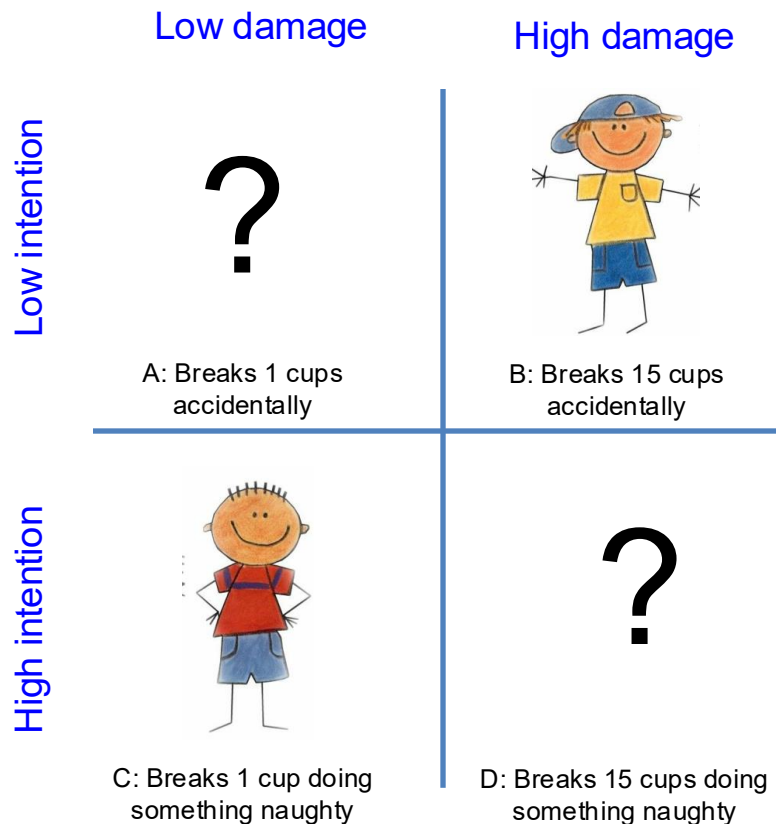 Low damage
High damage
Low intention
?
A: Breaks 1 cups
accidentally
B: Breaks 15 cups
accidentally
High intention
?
C: Breaks 1 cup doing
something naughty
D: Breaks 15 cups doing
something naughty